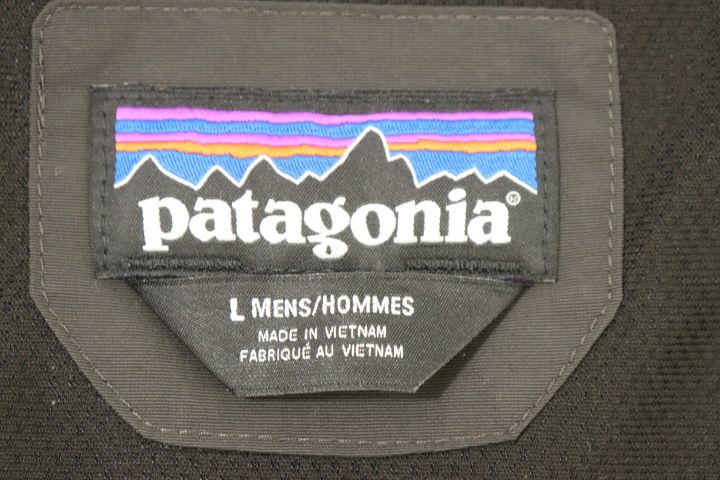 patagonia®
L MENS/HOMMES
MADE IN VIETNAM
FABRIQUÉ AU VIETNAM